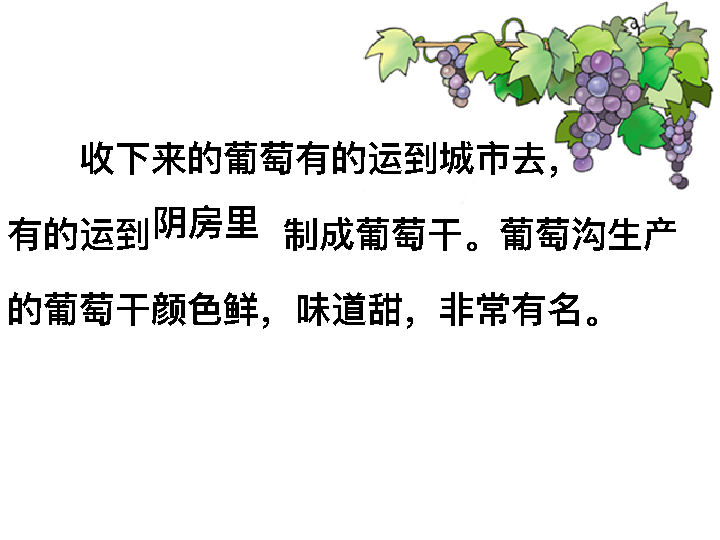 收下来的葡萄有的运到城市去，
有的运到阴房里 制成葡萄干。葡萄沟生产
的葡萄干颜色鲜，味道甜，非常有名。